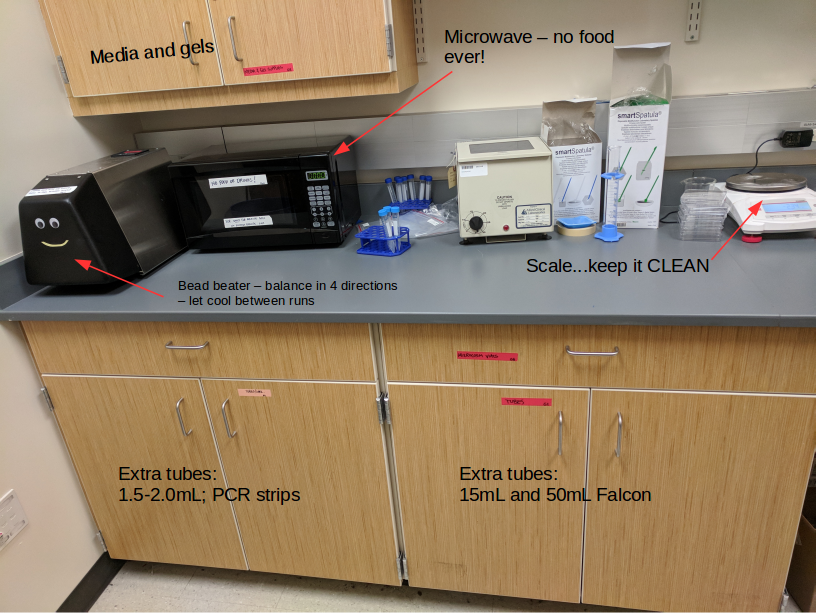 Media and gels
Microwave – no food
ever!
smartSpatula®
smartSpatula®
CAUTION
Bead beater – balance in 4 directions
– let cool between runs
Scale...keep it CLEAN
TUBES
Extra tubes:
1.5-2.0mL; PCR strips
Extra tubes:
15mL and 50mL Falcon